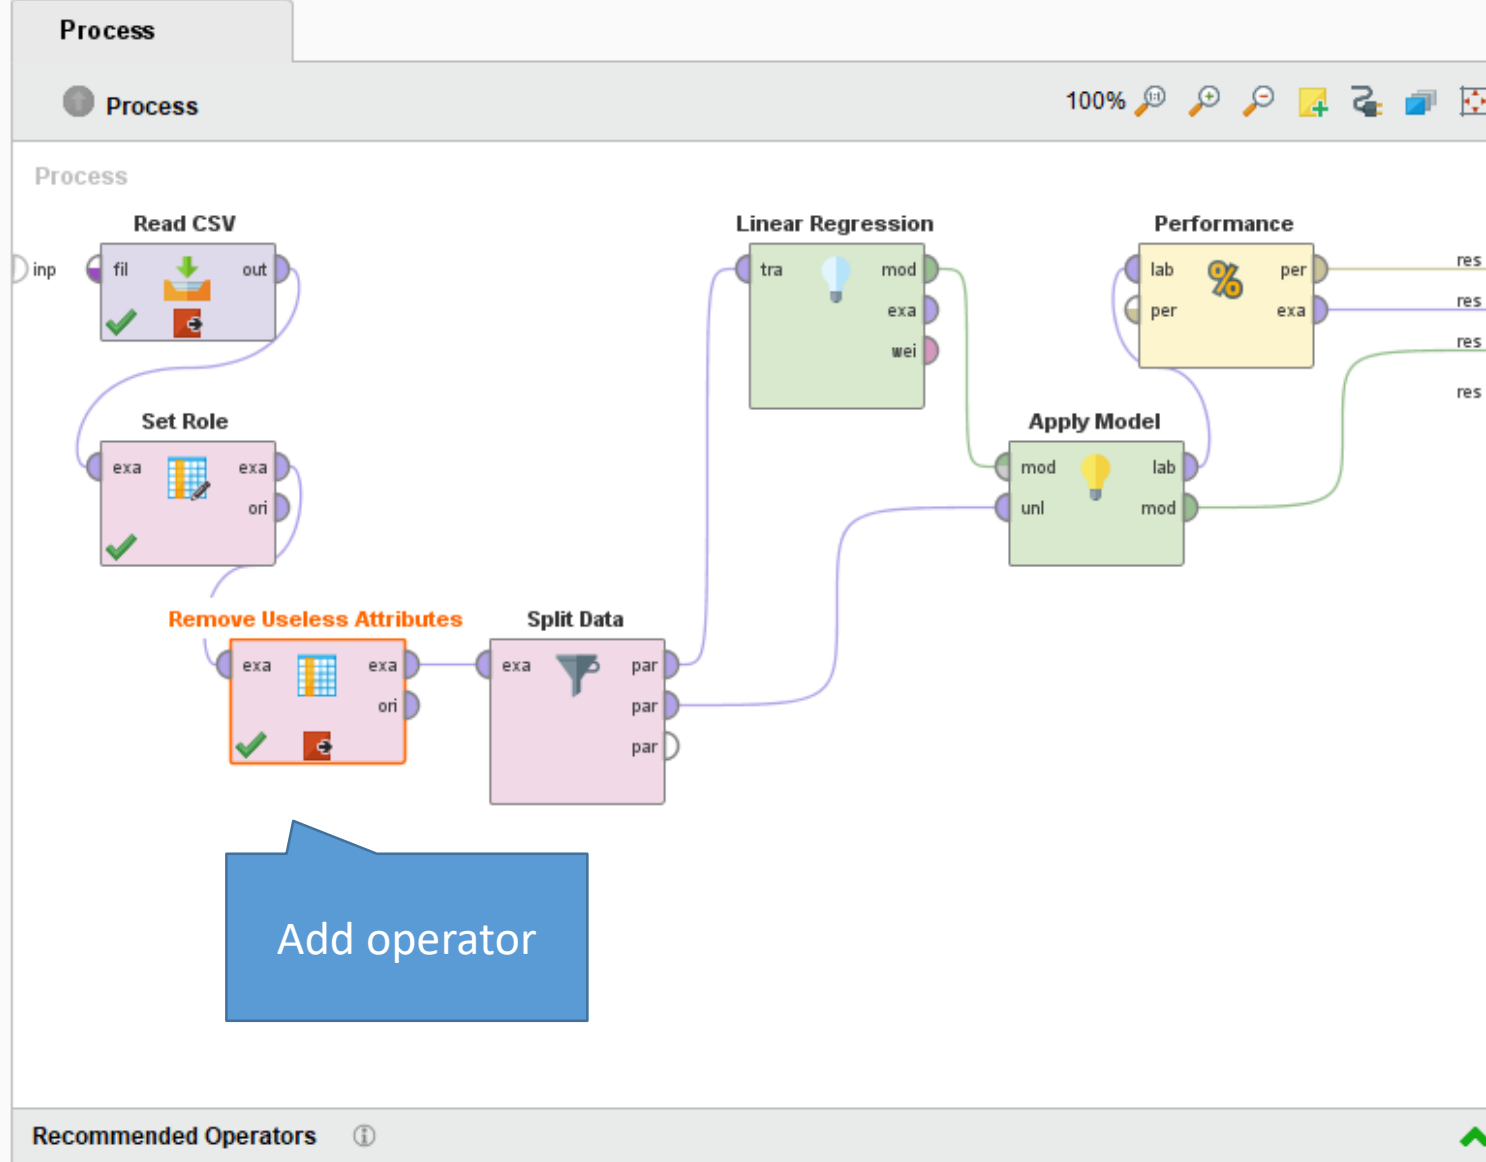 Process
Process
100%
Process
Read CSV
Linear Regression
Performance
inp
fil
out
tra
mod
exa
wei
lab
per
per
exa
res
res
res
res
Set Role
exa
exa
ori
Apply Model
mod
lab
unl
mod
Remove Useless Attributes
Split Data
exa
exa
ori
exa
par
par
par
Add operator
Recommended Operators